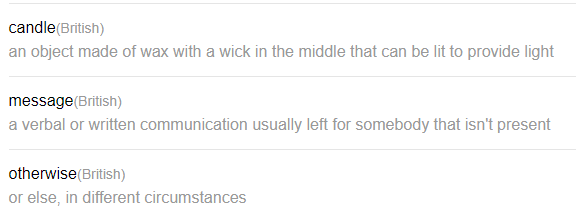 candle(British)
an object made of wax with a wick in the middle that can be lit to provide light
message(British)
a verbal or written communication usually left for somebody that isn't present
otherwise(British)
or else, in different circumstances